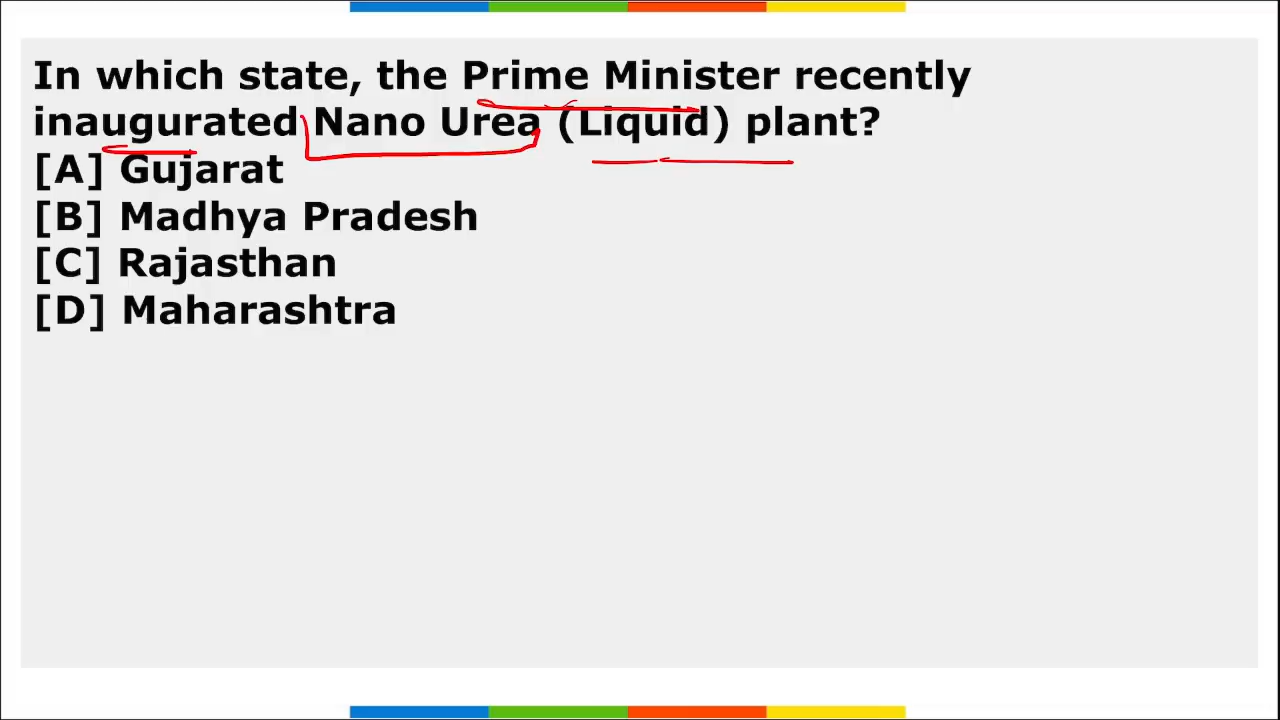 In which state, the Prime Minister recently
inaugurated Nano Urea (Liquid) plant?
[A] Gujarat
[B] Madhya Pradesh
[C] Rajasthan
[D] Maharashtra